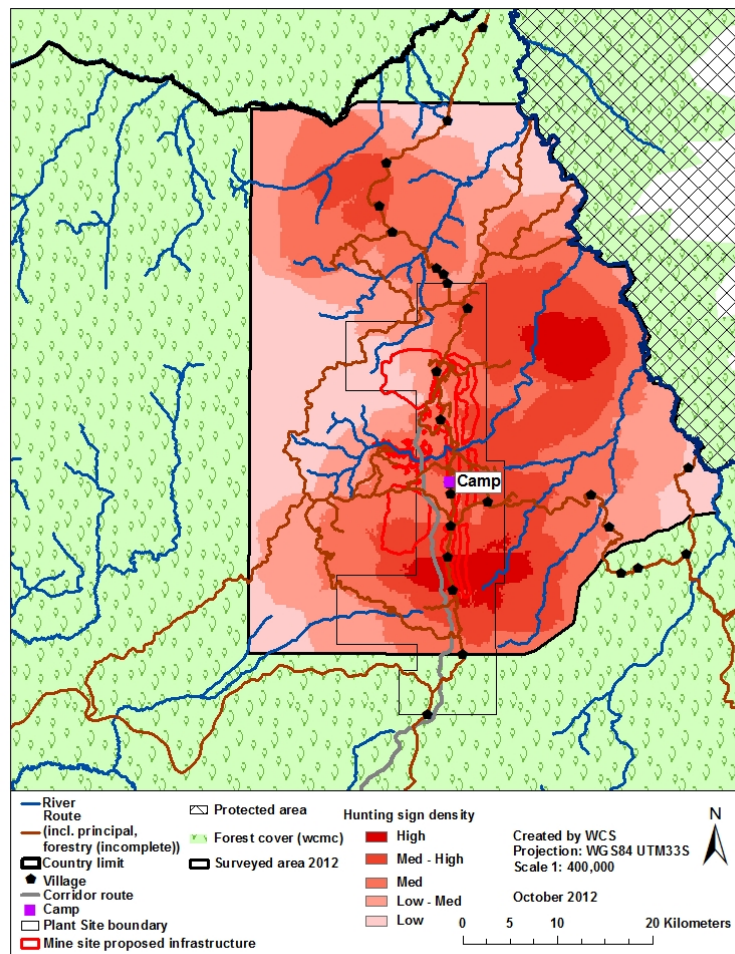 Camp
River
Route
(incl. principal,
forestry (incomplete))
Country limit
Village
Corridor route
Camp
Plant Site boundary
Mine site proposed infrastructure
Protected area
Forest cover (wcmc)
Surveyed area 2012
Hunting sign density
High
Med - High
Med
Low - Med
Low
Created by WCS
Projection: WGS84 UTM33S
Scale 1: 400,000
October 2012
N
0 5 10 20 Kilometers